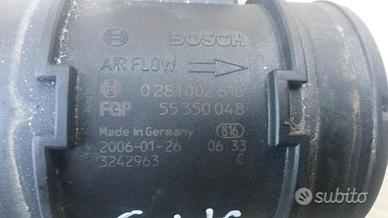 BOSCH
AIR FLOW
0 281 002 618
FGP 55 350 048
Made in Germany 816
2006-01-26 06:33
3242963 C
subito